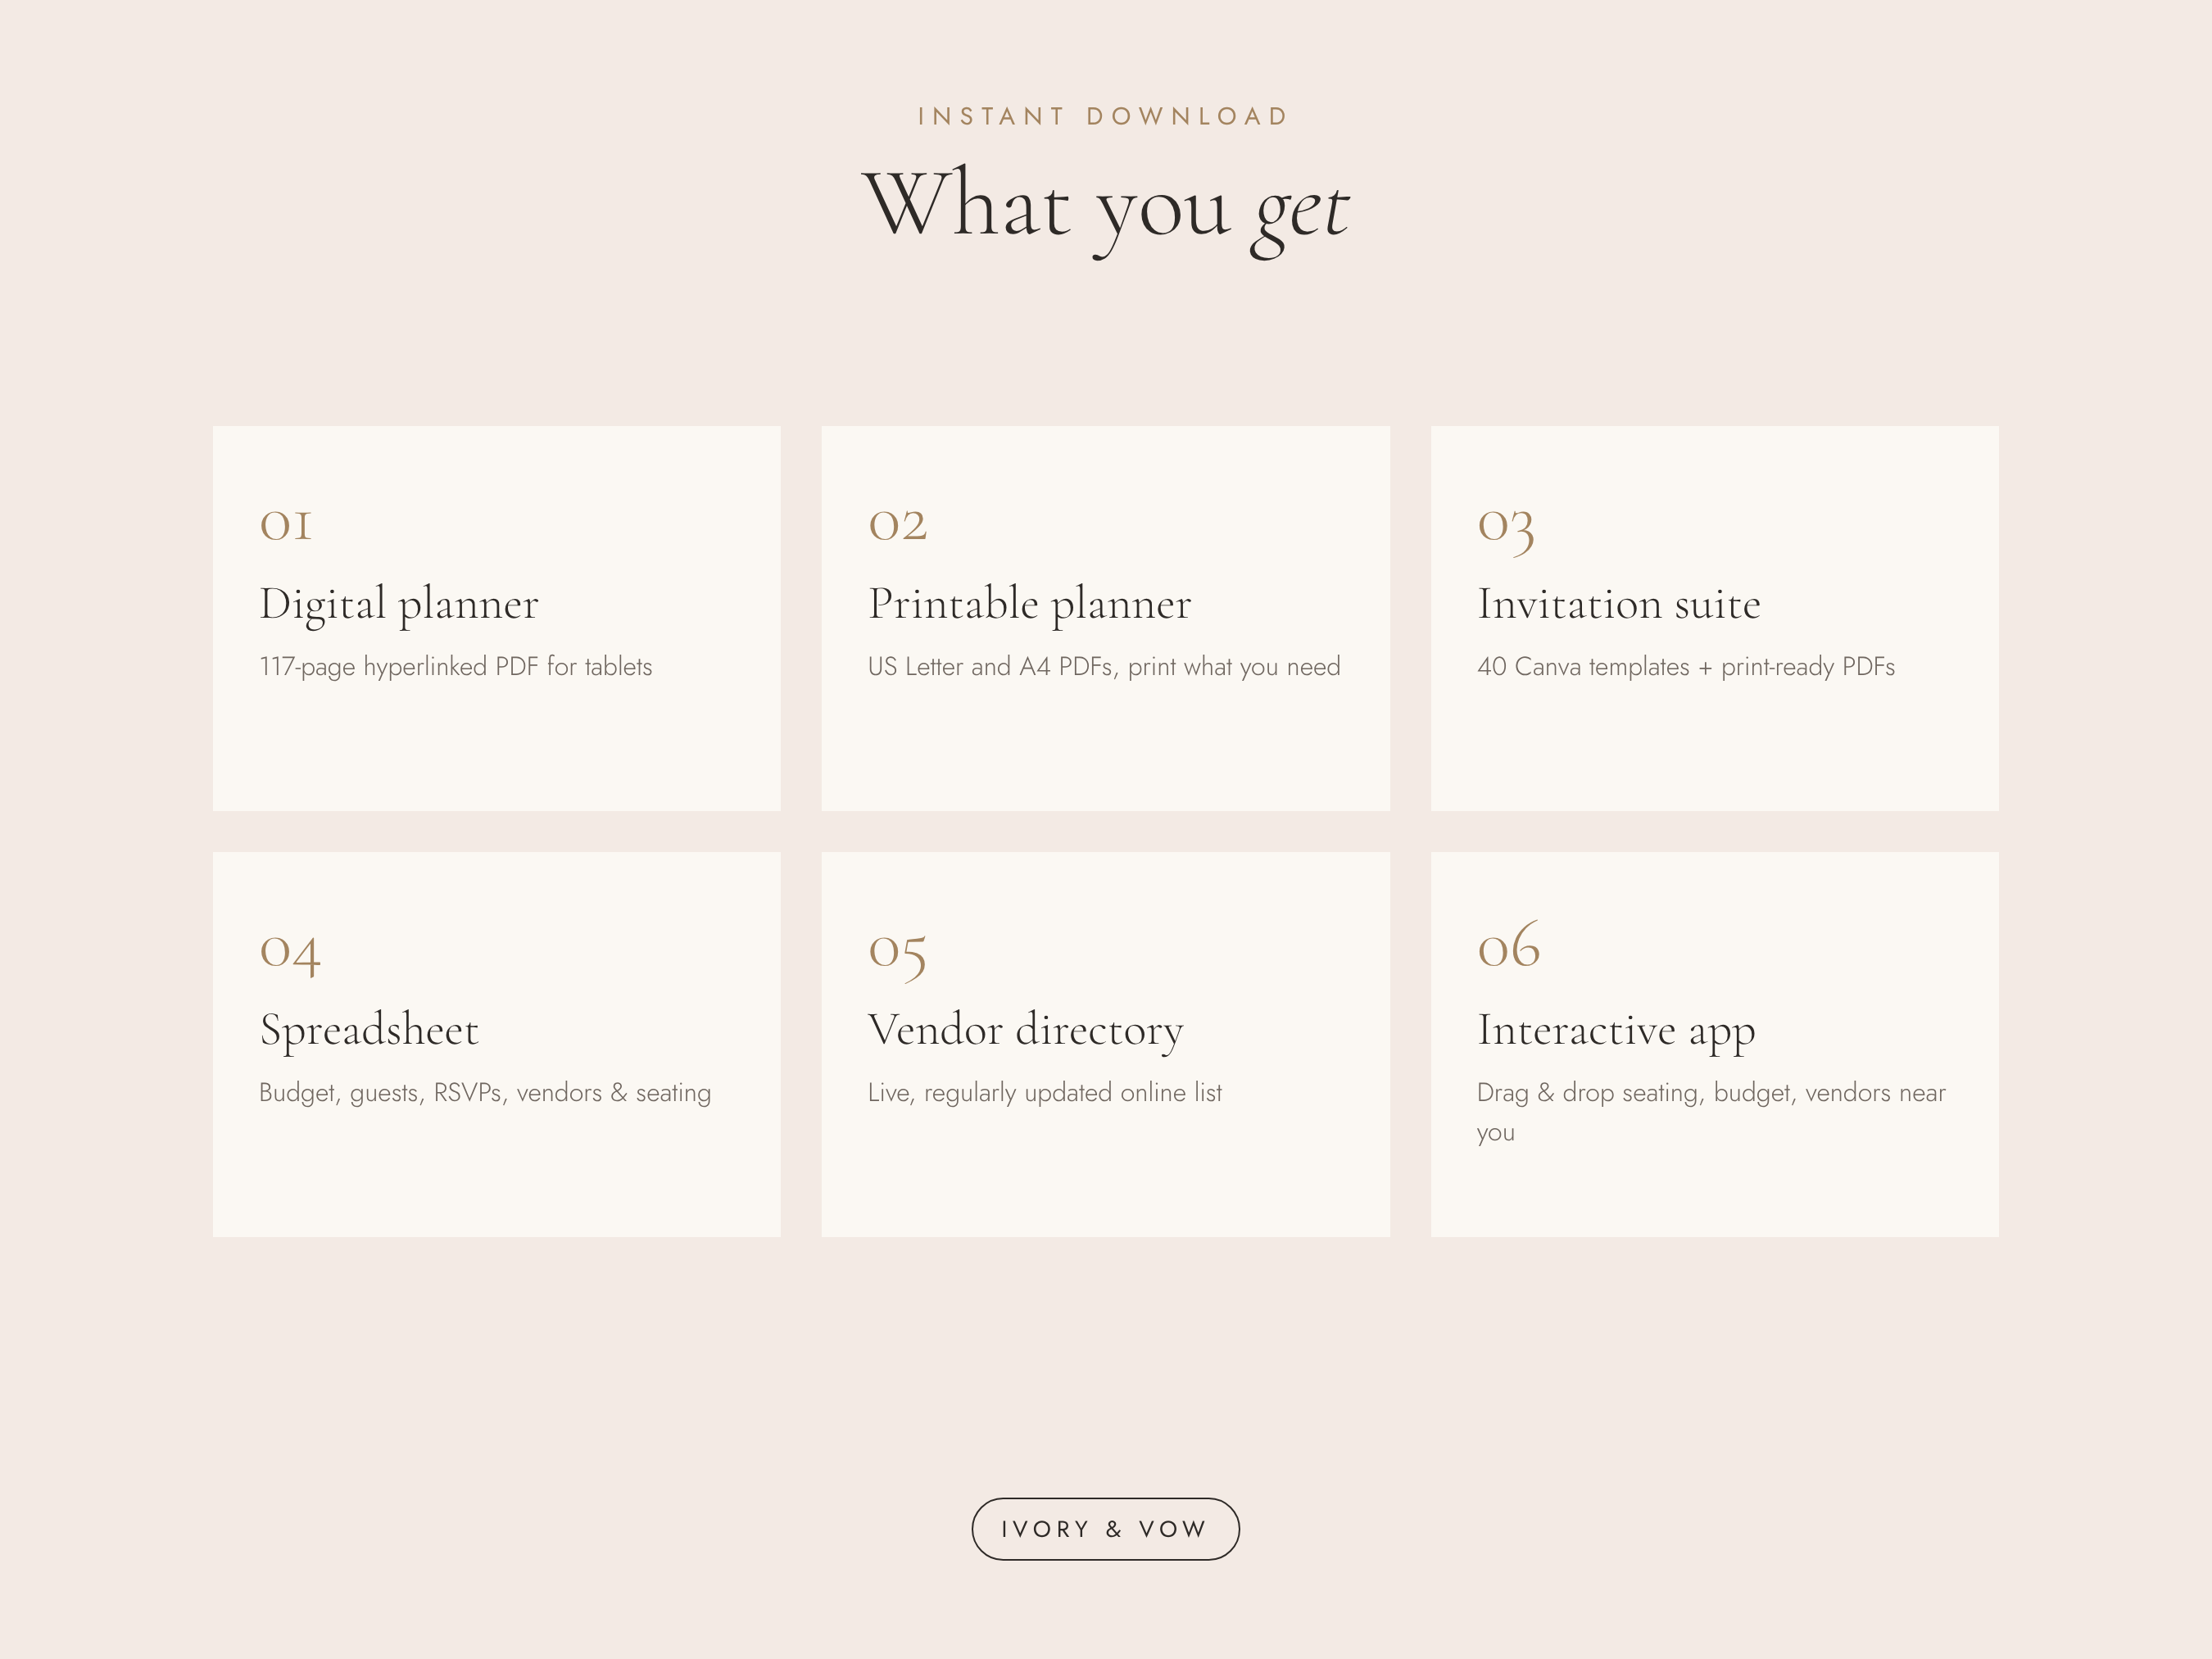 INSTANT DOWNLOAD
What you get
01
Digital planner
117-page hyperlinked PDF for tablets
02
Printable planner
US Letter and A4 PDFs, print what you need
03
Invitation suite
40 Canva templates + print-ready PDFs
04
Spreadsheet
Budget, guests, RSVPs, vendors & seating
05
Vendor directory
Live, regularly updated online list
06
Interactive app
Drag & drop seating, budget, vendors near
you
IVORY & VOW